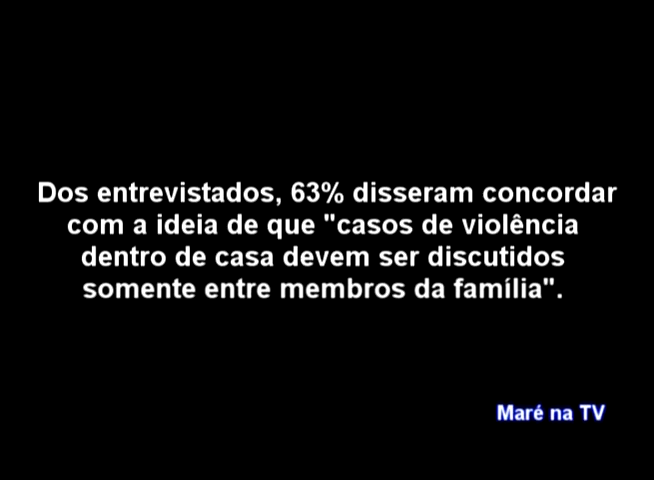 Dos entrevistados, 63% disseram concordar
com a ideia de que "casos de violência
dentro de casa devem ser discutidos
somente entre membros da família".
Maré na TV